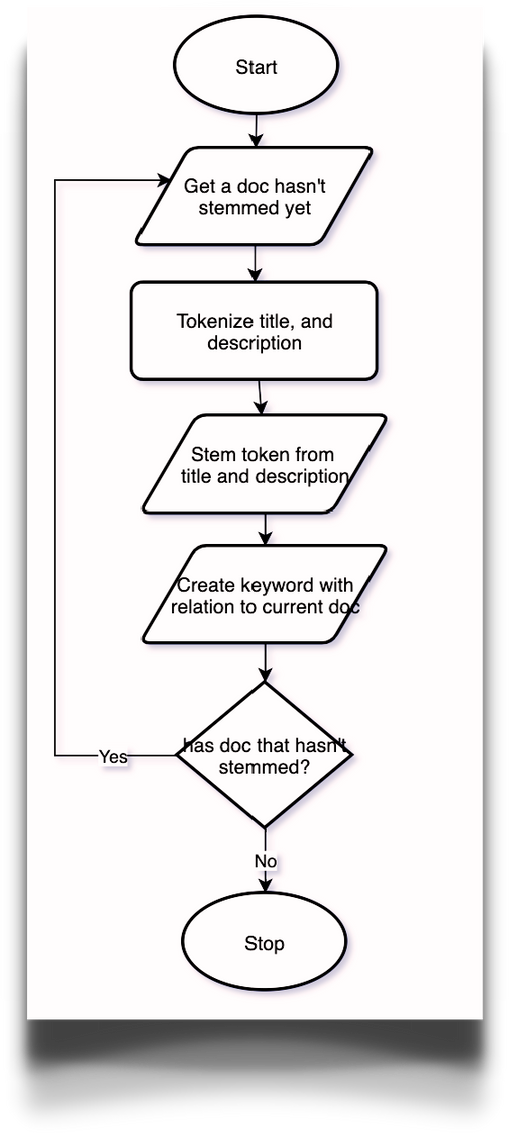 Start
Get a doc hasn't
stemmed yet
Tokenize title, and
description
Stem token from
title and description
Create keyword with
relation to current doc
has doc that hasn't
stemmed?
Yes
No
Stop